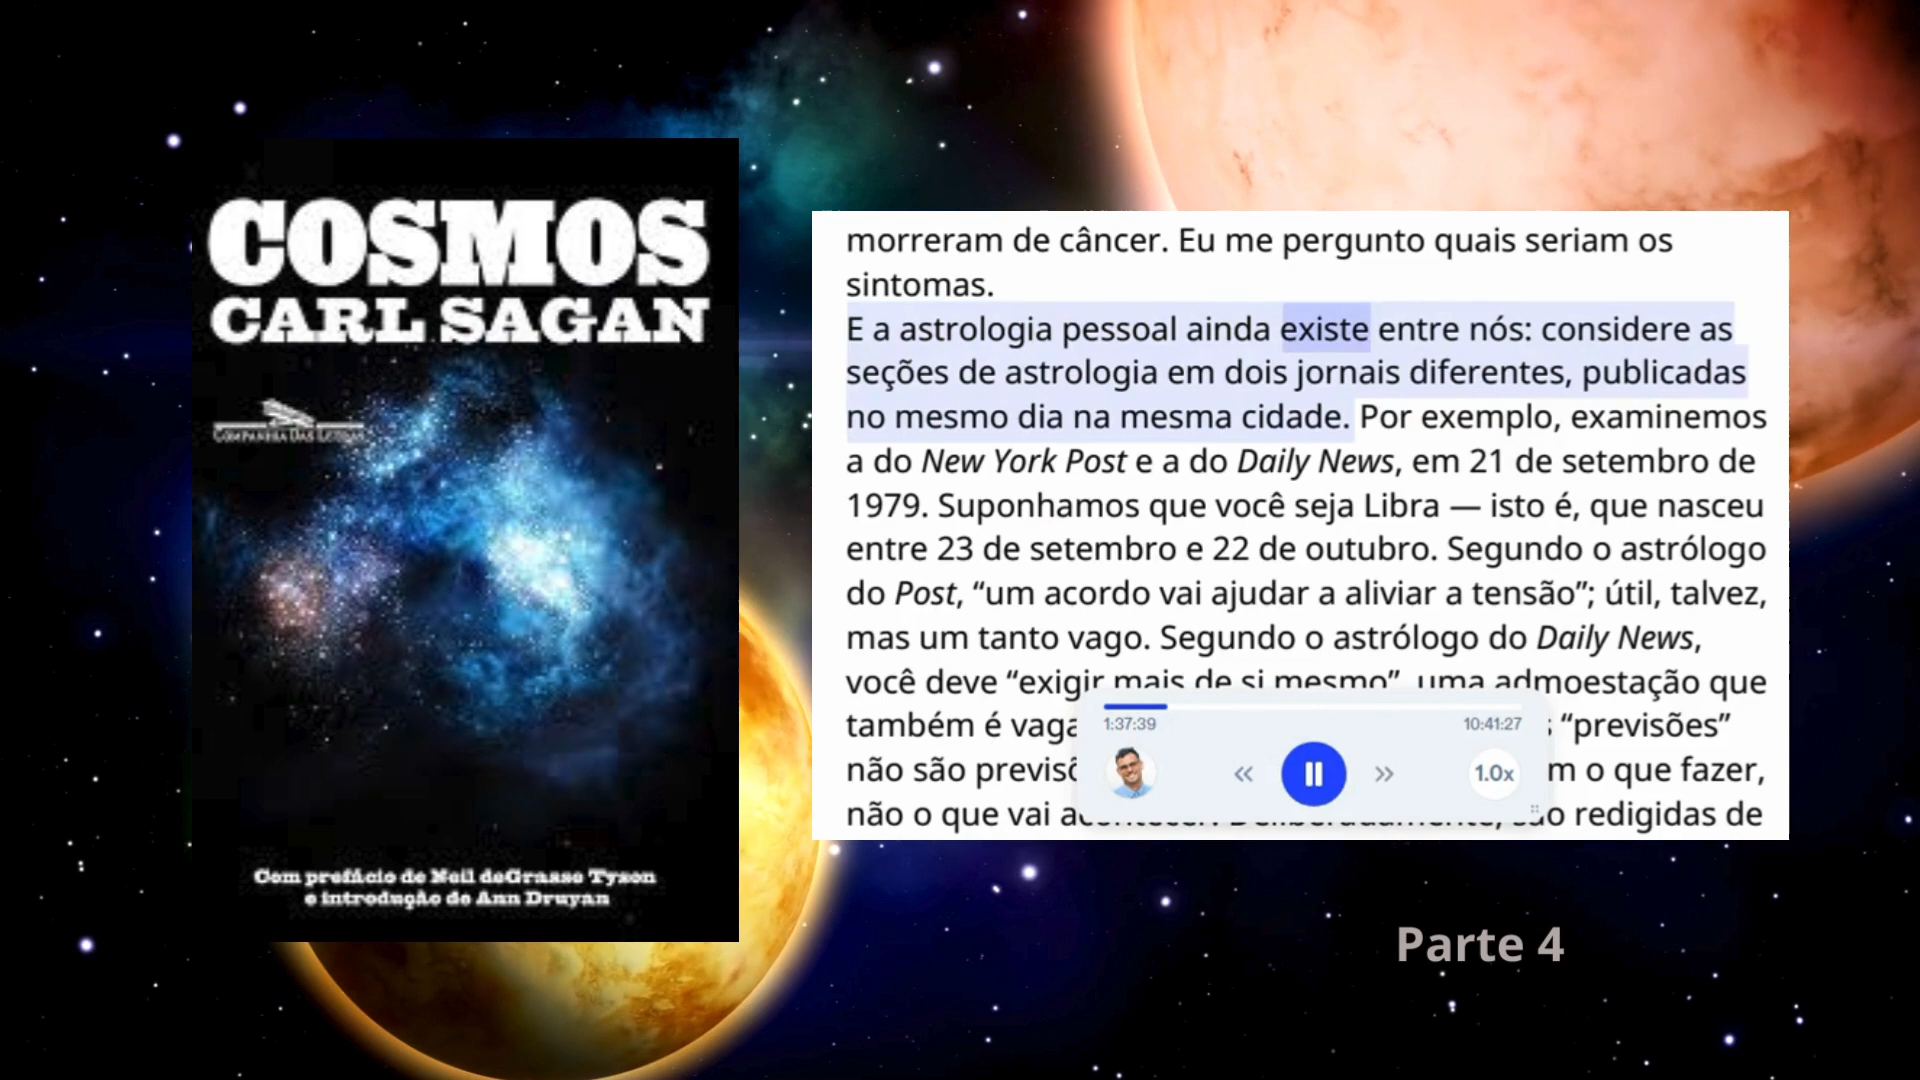 COSMOS
CARL SAGAN
COMPANHIA DAS LETRAS
Com prefácio de Neil deGrasse Tyson
e introdução de Ann Druyan
morreram de câncer. Eu me pergunto quais seriam os
sintomas.
E a astrologia pessoal ainda existe entre nós: considere as
seções de astrologia em dois jornais diferentes, publicadas
no mesmo dia na mesma cidade. Por exemplo, examinemos
a do New York Post e a do Daily News, em 21 de setembro de
1979. Suponhamos que você seja Libra — isto é, que nasceu
entre 23 de setembro e 22 de outubro. Segundo o astrólogo
do Post, “um acordo vai ajudar a aliviar a tensão”; útil, talvez,
mas um tanto vago. Segundo o astrólogo do Daily News,
você deve “exigir mais de si mesmo”, uma admoestação que
também é vaga “previsões”
não são o que fazer,
não o que vai redigidas de
1:37:39
10:41:27
1.0x
Parte 4